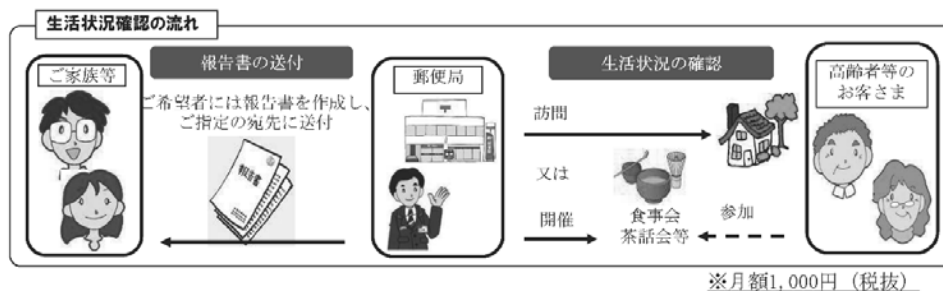 生活状況確認の流れ
ご家族等
報告書の送付
ご希望者には報告書を作成し、
ご指定の宛先に送付
報告書
郵便局
生活状況の確認
訪問
又は
開催
食事会
茶話会等
参加
高齢者等の
お客さま
※月額1,000円（税抜）